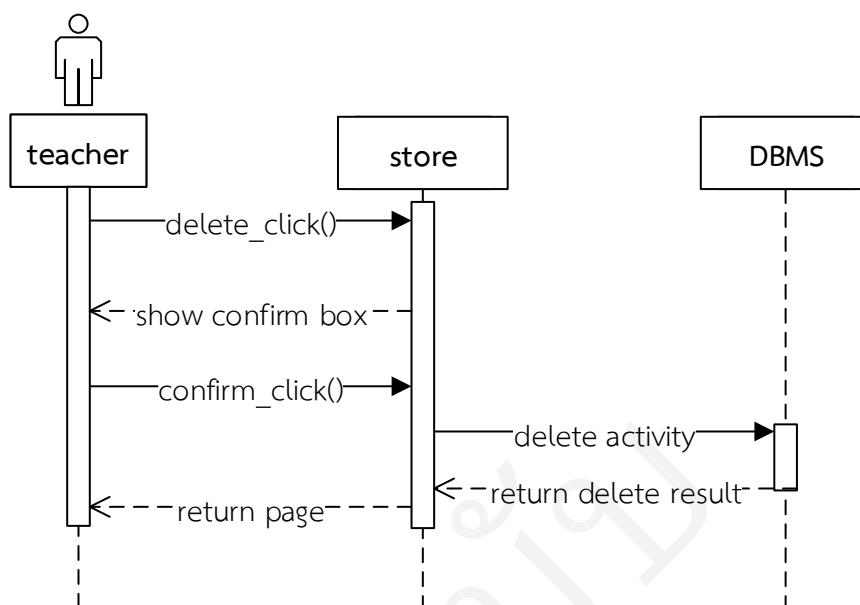 teacher
store
DBMS
delete_click()
show confirm box
confirm_click()
delete activity
return delete result
return page